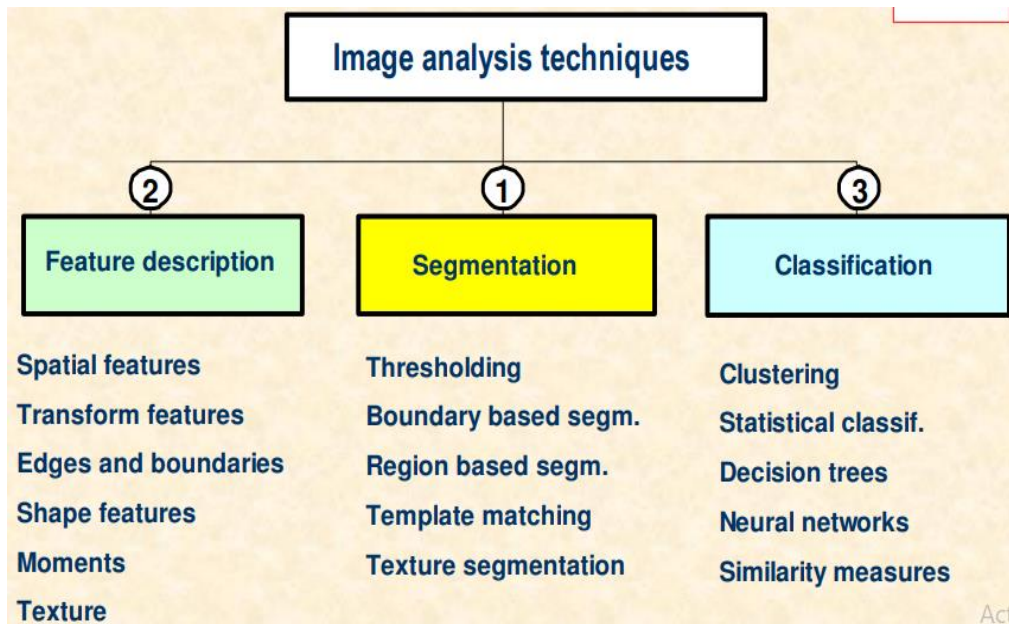 Image analysis techniques
2
1
3
Feature description
Segmentation
Classification
Spatial features
Transform features
Edges and boundaries
Shape features
Moments
Texture
Thresholding
Boundary based segm.
Region based segm.
Template matching
Texture segmentation
Clustering
Statistical classif.
Decision trees
Neural networks
Similarity measures
Act